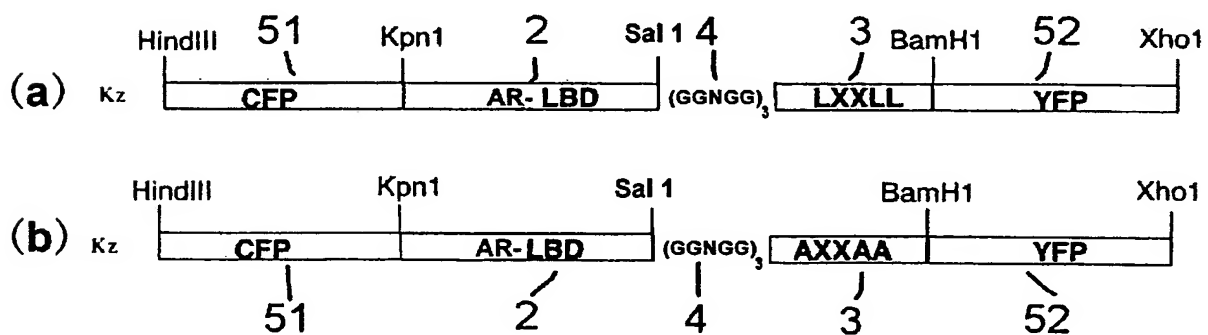 51 2 4 3 52
HindIII Kpn1 Sal 1 BamH1 Xho1
(a) Kz CFP AR-LBD (GGNGG)3 LXXLL YFP
HindIII Kpn1 Sal 1 BamH1 Xho1
(b) Kz CFP AR-LBD (GGNGG)3 AXXAA YFP
51 2 4 3 52